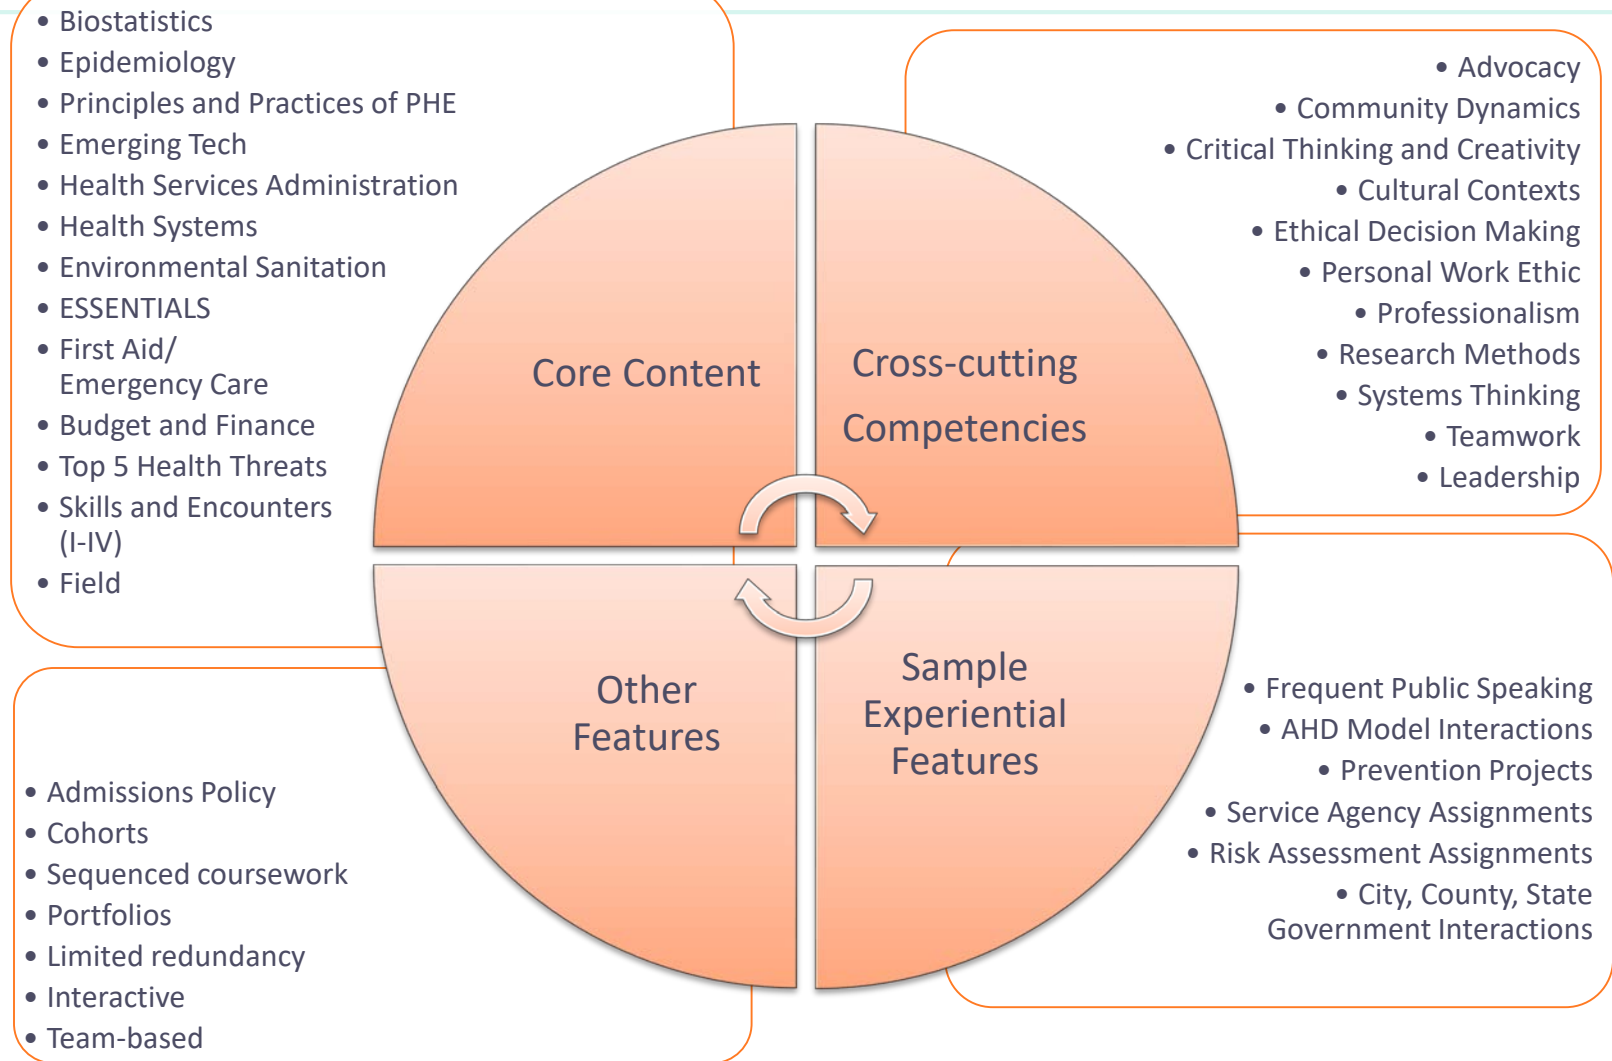 • Biostatistics
• Epidemiology
• Principles and Practices of PHE
• Emerging Tech
• Health Services Administration
• Health Systems
• Environmental Sanitation
• ESSENTIALS
• First Aid/
Emergency Care
• Budget and Finance
• Top 5 Health Threats
• Skills and Encounters
(I-IV)
• Field
Core Content
• Advocacy
• Community Dynamics
• Critical Thinking and Creativity
• Cultural Contexts
• Ethical Decision Making
• Personal Work Ethic
• Professionalism
• Research Methods
• Systems Thinking
• Teamwork
• Leadership
Cross-cutting
Competencies
Other
Features
• Admissions Policy
• Cohorts
• Sequenced coursework
• Portfolios
• Limited redundancy
• Interactive
• Team-based
Sample
Experiential
Features
• Frequent Public Speaking
• AHD Model Interactions
• Prevention Projects
• Service Agency Assignments
• Risk Assessment Assignments
• City, County, State
Government Interactions